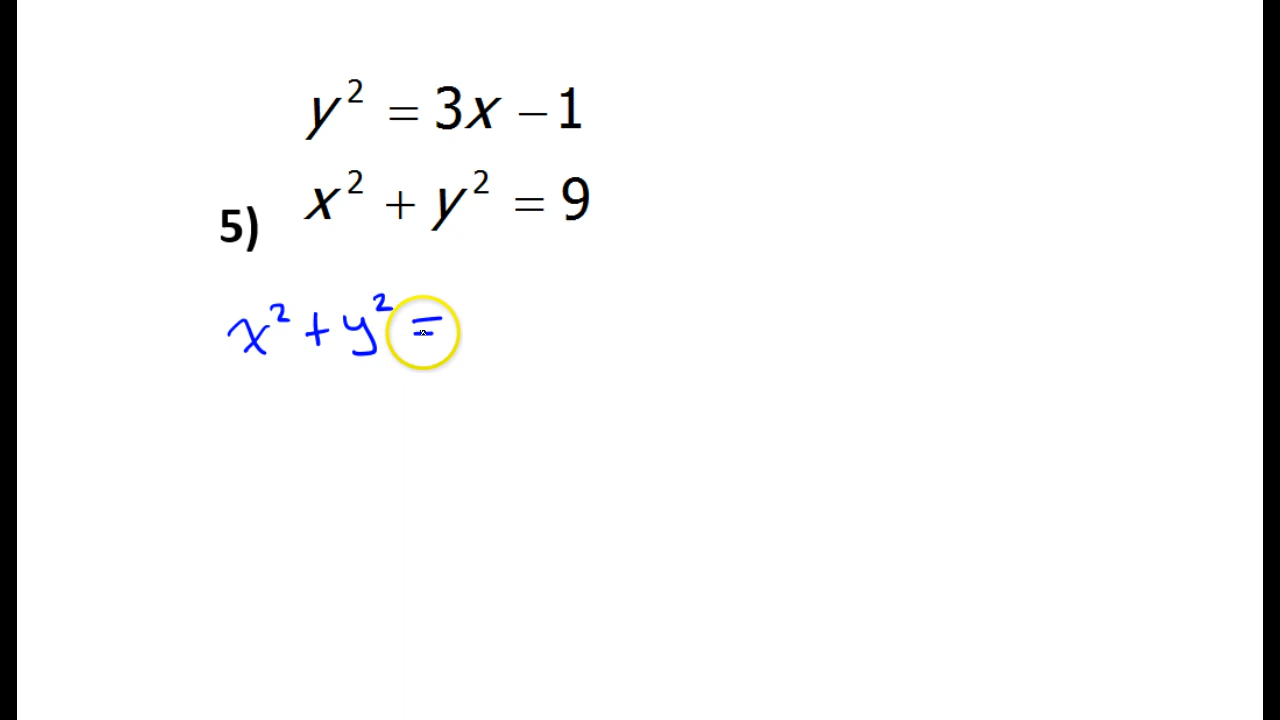 y² = 3x − 1
x² + y² = 9
5)
x² + y² =